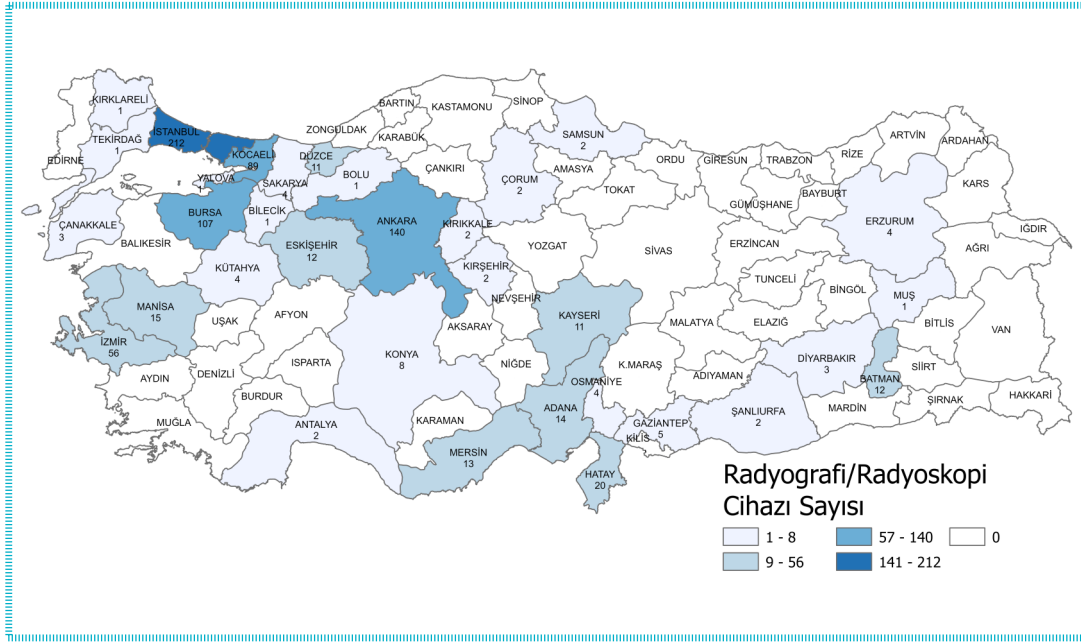 KIRKLARELİ
1
TEKİRDAĞ
1
EDİRNE
İSTANBUL
212
KOCAELİ
89
YALOVA
1
SAKARYA
4
DÜZCE
11
BOLU
1
ZONGULDAK
BARTIN
KARABÜK
KASTAMONU
SİNOP
ÇANKIRI
ÇORUM
2
SAMSUN
2
AMASYA
TOKAT
ORDU
GİRESUN
TRABZON
GÜMÜŞHANE
BAYBURT
RİZE
ARTVİN
ARDAHAN
KARS
IĞDIR
AĞRI
ERZURUM
4
ERZİNCAN
ÇANAKKALE
3
BALIKESİR
BURSA
107
BİLECİK
1
ESKİŞEHİR
12
KÜTAHYA
4
ANKARA
140
KIRIKKALE
2
KIRŞEHİR
2
YOZGAT
SİVAS
TUNCELİ
BİNGÖL
MUŞ
1
BİTLİS
VAN
MANİSA
15
İZMİR
56
UŞAK
AFYON
NEVŞEHİR
AKSARAY
KAYSERİ
11
MALATYA
ELAZIĞ
AYDIN
DENİZLİ
ISPARTA
BURDUR
KONYA
8
NİĞDE
K.MARAŞ
ADIYAMAN
DİYARBAKIR
3
BATMAN
12
SİİRT
ŞIRNAK
HAKKARİ
MARDİN
MUĞLA
ANTALYA
2
KARAMAN
MERSİN
13
ADANA
14
OSMANİYE
4
GAZİANTEP
5
KİLİS
ŞANLIURFA
2
HATAY
20
Radyografi/Radyoskopi
Cihazı Sayısı
1 - 8
57 - 140
0
9 - 56
141 - 212